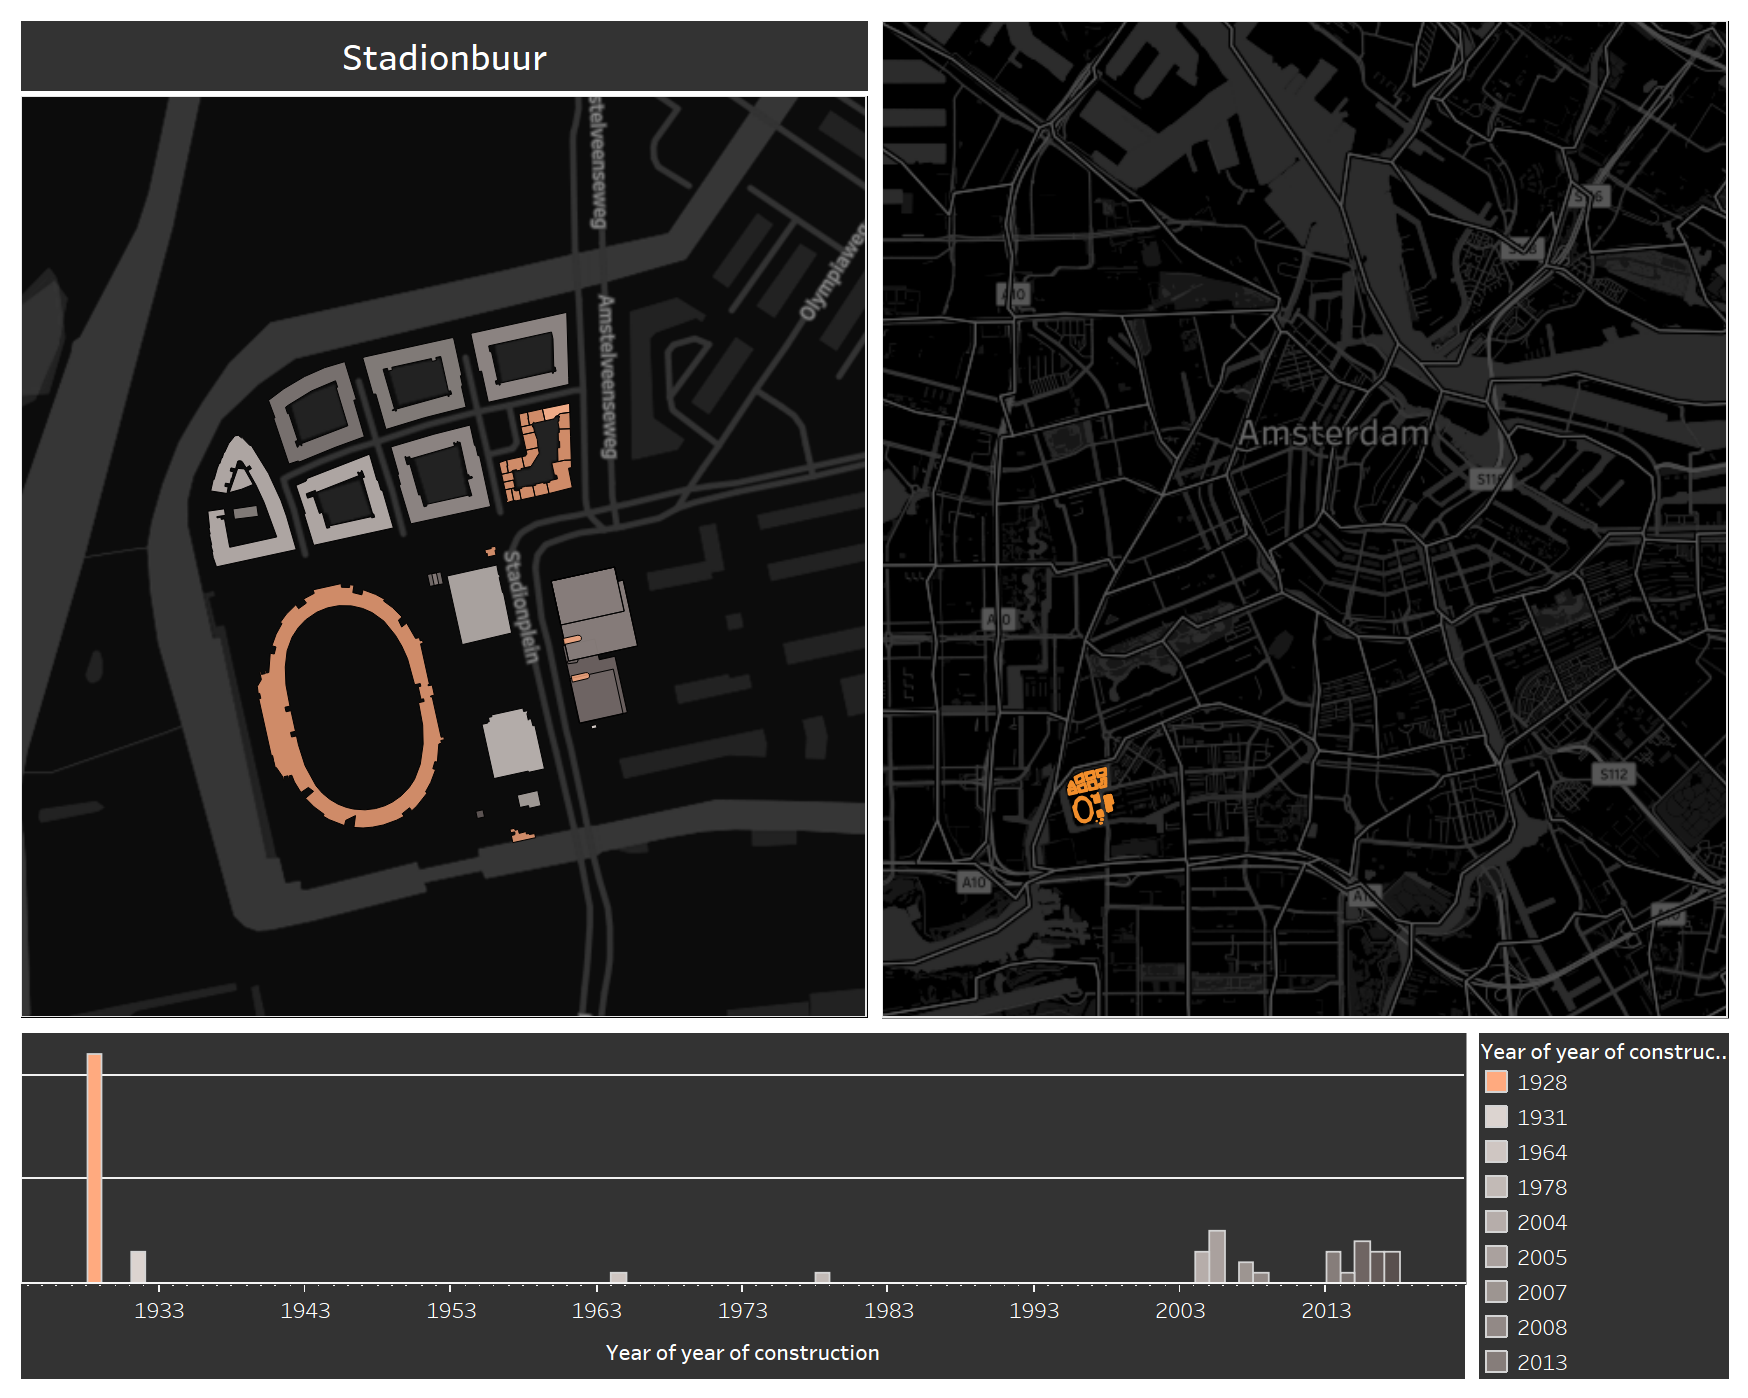 Stadionbuur
stelveenseweg
Amstelveenseweg
Olympiaweg
Stadionplein
A10
A10
A10
Amsterdam
S116
S112
Year of year of construc..
1928
1931
1964
1978
2004
2005
2007
2008
2013
1933 1943 1953 1963 1973 1983 1993 2003 2013
Year of year of construction